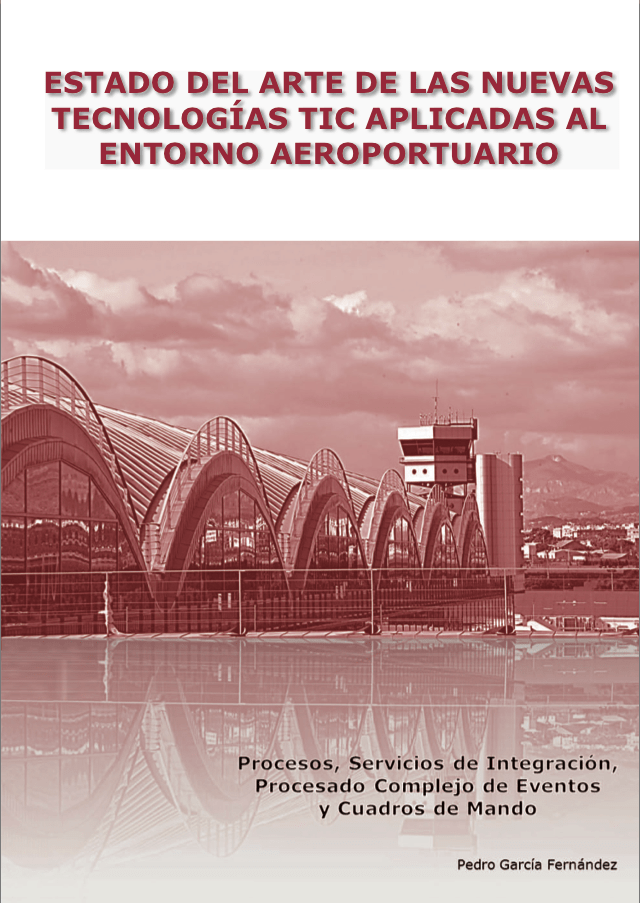 ESTADO DEL ARTE DE LAS NUEVAS
TECNOLOGÍAS TIC APLICADAS AL
ENTORNO AEROPORTUARIO
Procesos, Servicios de Integración,
Procesado Complejo de Eventos
y Cuadros de Mando
Pedro García Fernández